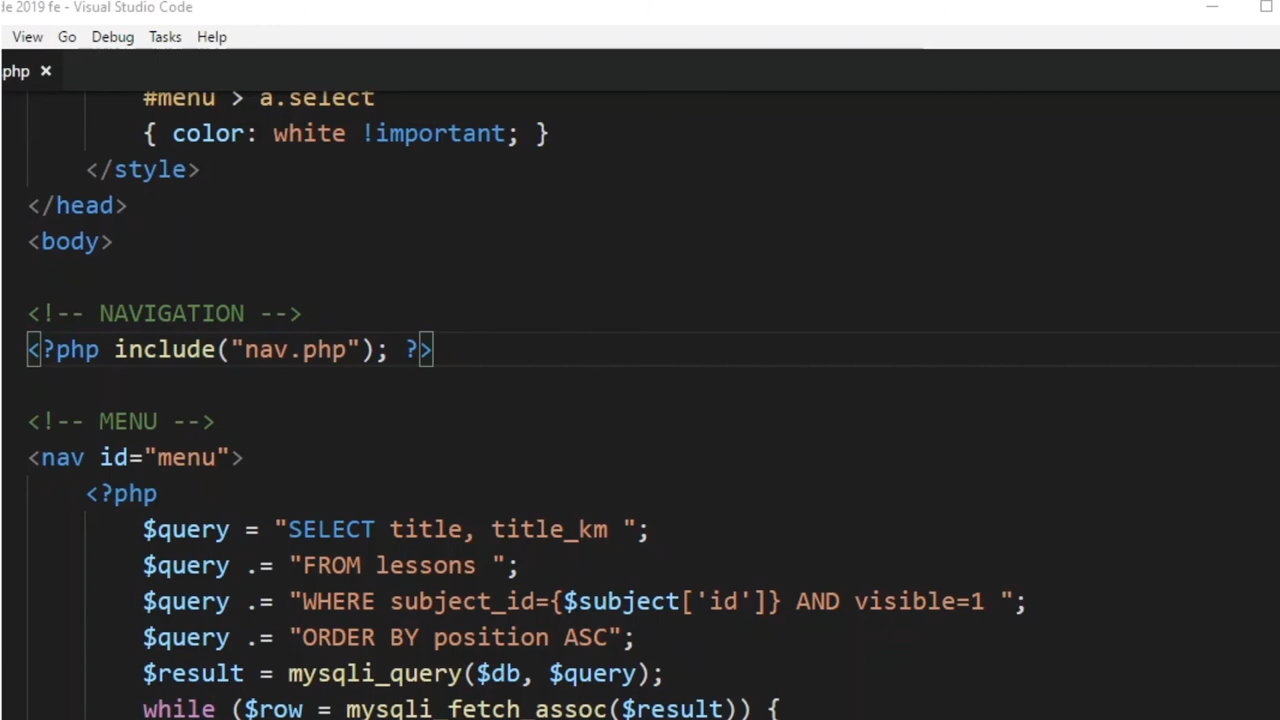 de 2019 fe - Visual Studio Code
View Go Debug Tasks Help
php ×
#menu > a.select
{ color: white !important; }
</style>
</head>
<body>
<!-- NAVIGATION -->
<?php include("nav.php"); ?>
<!-- MENU -->
<nav id="menu">
<?php
$query = "SELECT title, title_km ";
$query .= "FROM lessons ";
$query .= "WHERE subject_id={$subject['id']} AND visible=1 ";
$query .= "ORDER BY position ASC";
$result = mysqli_query($db, $query);
while ($row = mysqli_fetch_assoc($result)) {